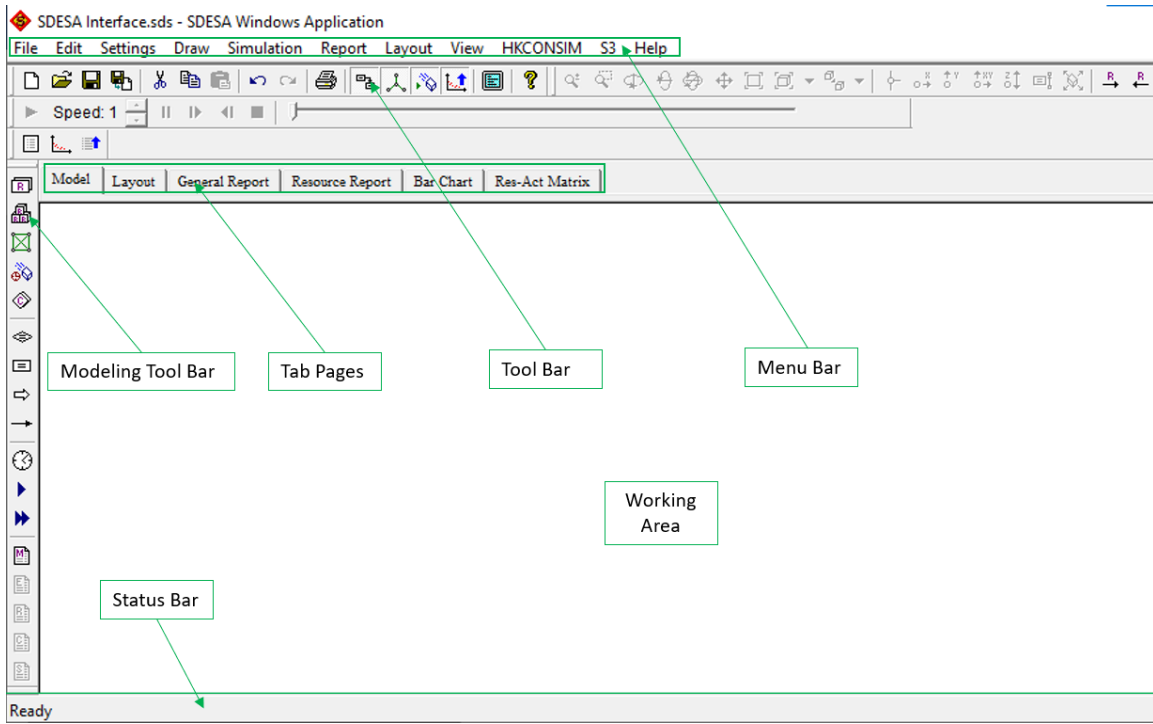 SDESA Interface.sds - SDESA Windows Application
File Edit Settings Draw Simulation Report Layout View HKCONSIM S3 Help
Speed: 1
Model Layout General Report Resource Report Bar Chart Res-Act Matrix
Modeling Tool Bar
Tab Pages
Tool Bar
Menu Bar
Working
Area
Status Bar
Ready